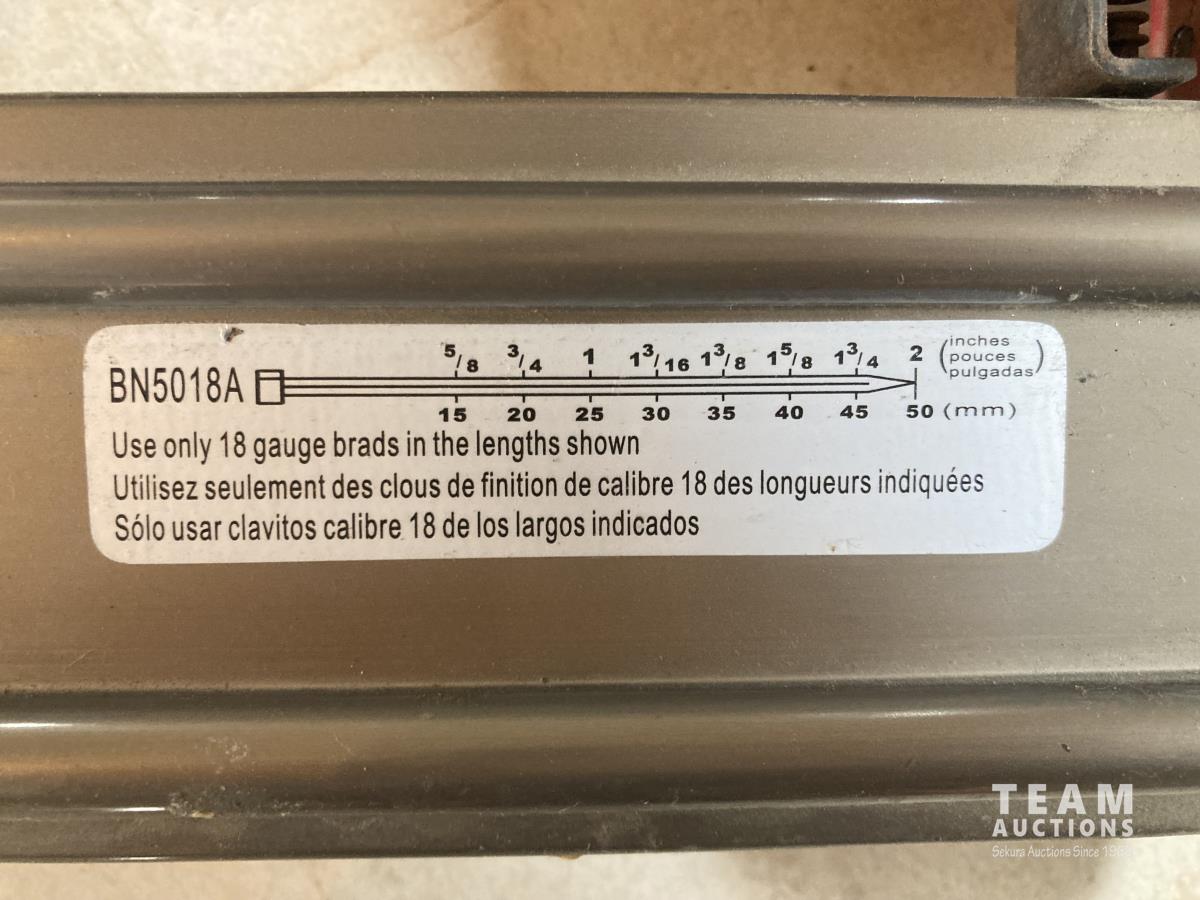 5/8 3/4 1 1 3/16 1 3/8 1 5/8 1 3/4 2 (inches
pouces
pulgadas)
BN5018A
15 20 25 30 35 40 45 50 (mm)
Use only 18 gauge brads in the lengths shown
Utilisez seulement des clous de finition de calibre 18 des longueurs indiquées
Sólo usar clavitos calibre 18 de los largos indicados
TEAM
AUCTIONS
Sekura Auctions Since